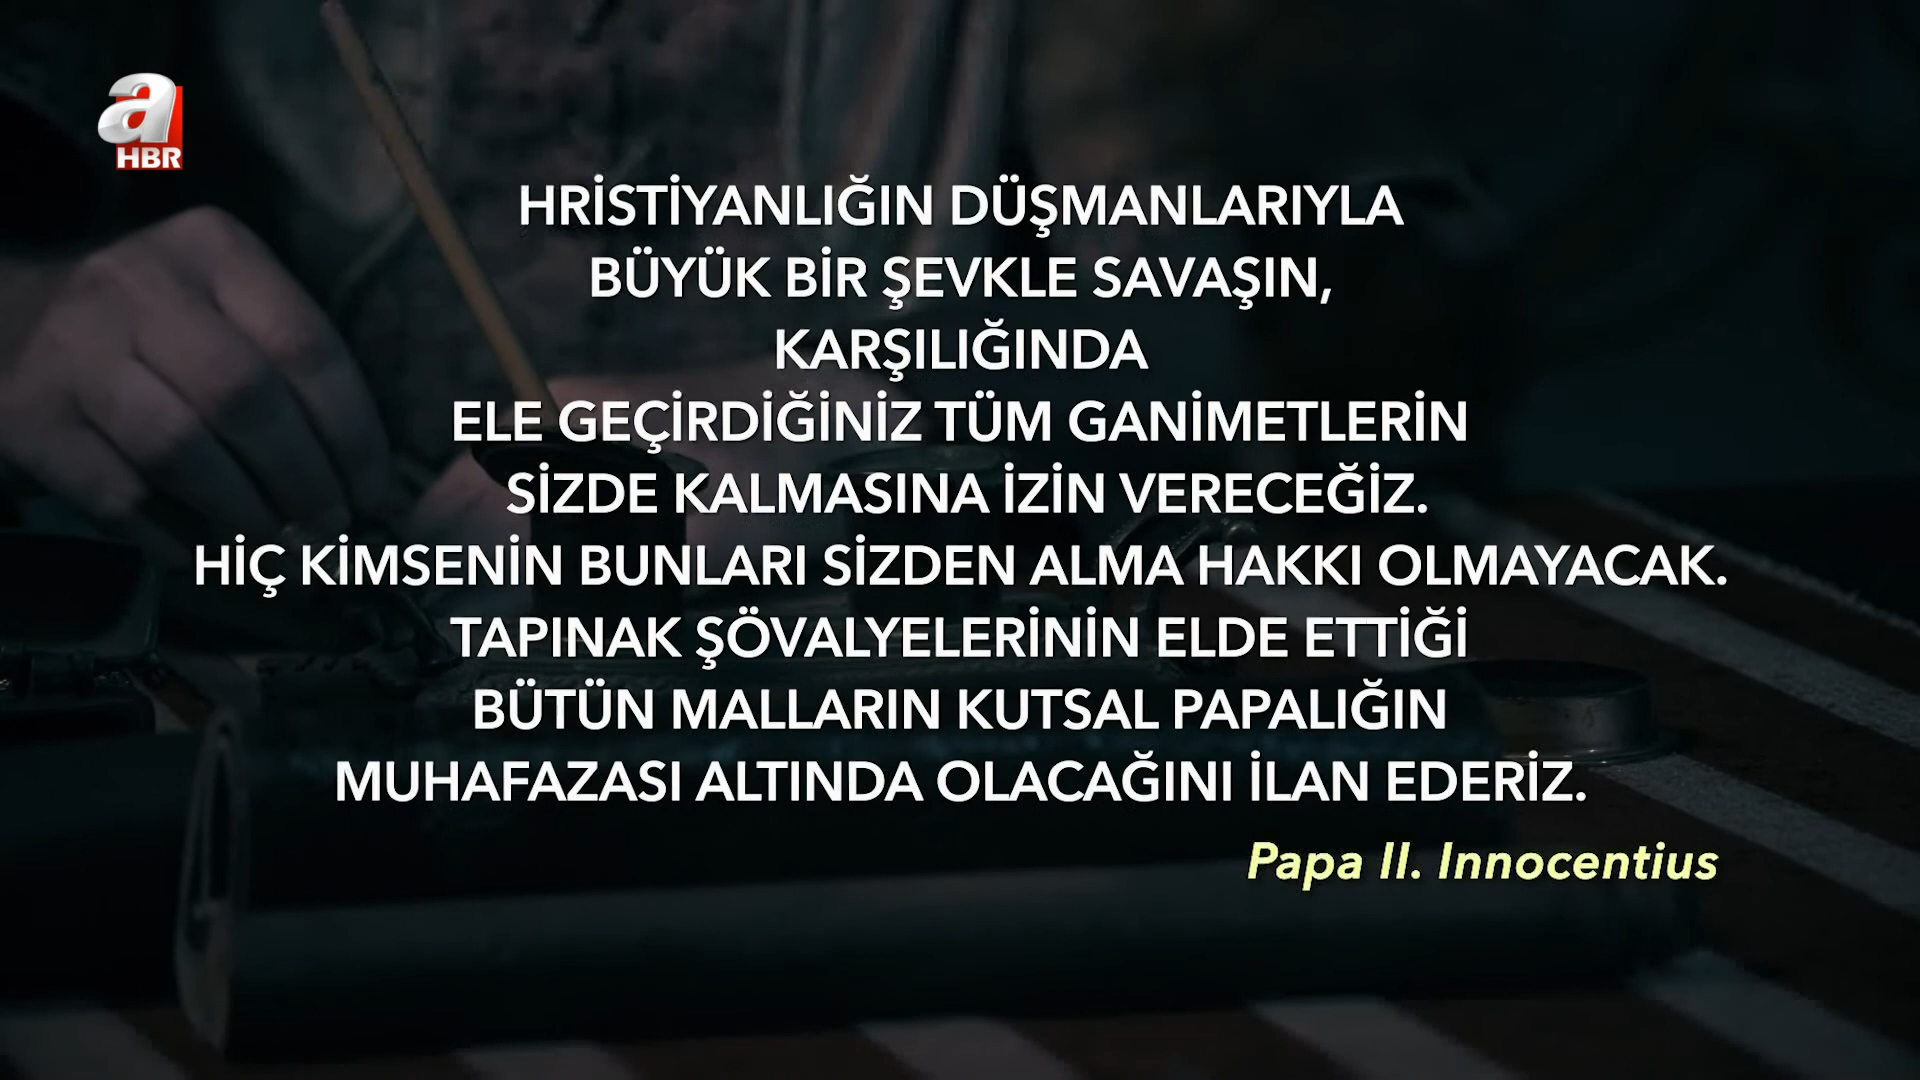 a
HBR
HRİSTİYANLIĞIN DÜŞMANLARIYLA
BÜYÜK BİR ŞEVKLE SAVAŞIN,
KARŞILIĞINDA
ELE GEÇİRDİĞİNİZ TÜM GANİMETLERİN
SİZDE KALMASINA İZİN VERECEĞİZ.
HİÇ KİMSENİN BUNLARI SİZDEN ALMA HAKKI OLMAYACAK.
TAPINAK ŞÖVALYELERİNİN ELDE ETTİĞİ
BÜTÜN MALLARIN KUTSAL PAPALIĞIN
MUHAFAZASI ALTINDA OLACAĞINI İLAN EDERİZ.
Papa II. Innocentius